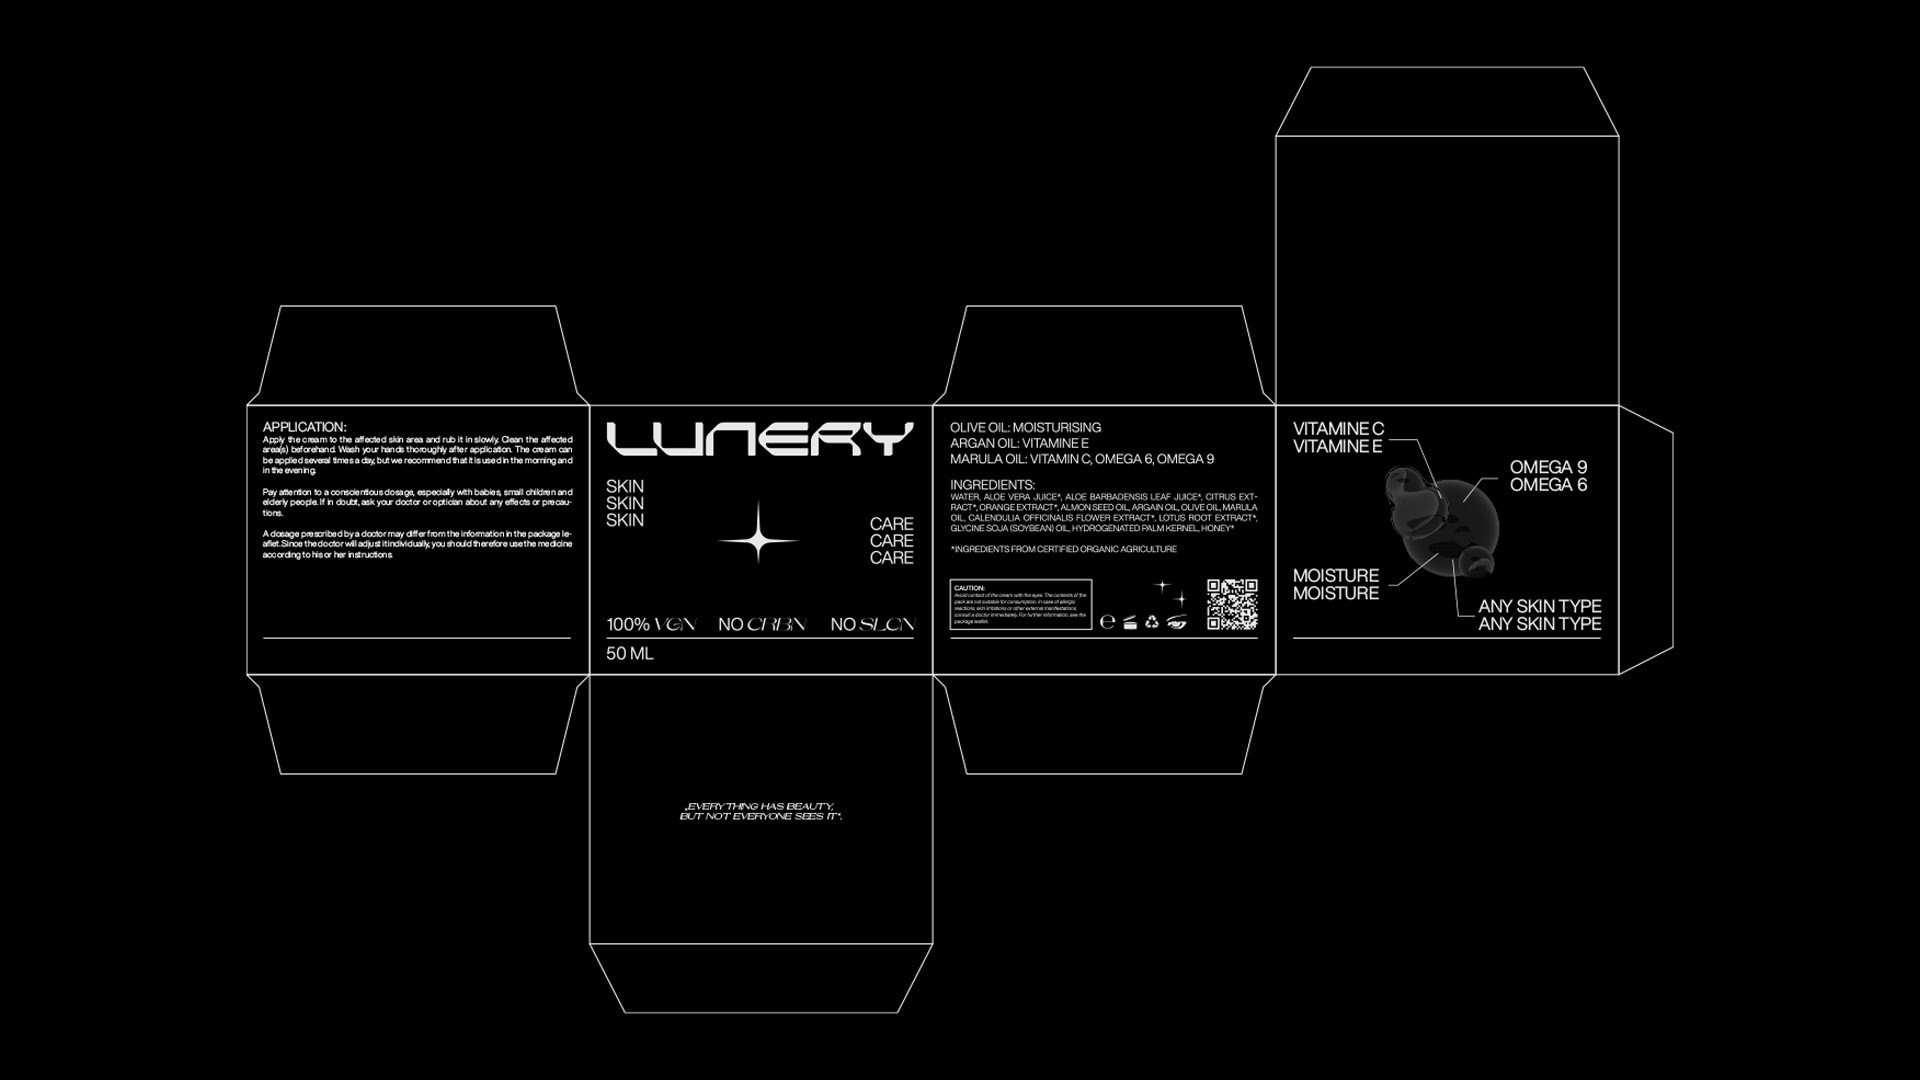 APPLICATION:
Apply the cream to the affected skin area and rub it in slowly. Clean the affected
area(s) beforehand. Wash your hands thoroughly after application. The cream can
be applied several times a day, but we recommend that it is used in the morning and
in the evening.
Pay attention to a conscientious dosage, especially with babies, small children and
elderly people. If in doubt, ask your doctor or optician about any effects or precau-
tions.
A dosage prescribed by a doctor may differ from the information in the package le-
aflet. Since the doctor will adjust it individually, you should therefore use the medicine
according to his or her instructions.
LUNERY
SKIN
SKIN
SKIN
CARE
CARE
CARE
100% VGN NO CRBN NO SLCN
50 ML
„EVERYTHING HAS BEAUTY,
BUT NOT EVERYONE SEES IT“.
OLIVE OIL: MOISTURISING
ARGAN OIL: VITAMINE E
MARULA OIL: VITAMIN C, OMEGA 6, OMEGA 9
INGREDIENTS:
WATER, ALOE VERA JUICE*, ALOE BARBADENSIS LEAF JUICE*, CITRUS EXT-
RACT*, ORANGE EXTRACT*, ALMON SEED OIL, ARGAIN OIL, OLIVE OIL, MARULA
OIL, CALENDULIA OFFICINALIS FLOWER EXTRACT*, LOTUS ROOT EXTRACT*,
GLYCINE SOJA (SOYBEAN) OIL, HYDROGENATED PALM KERNEL, HONEY*
*INGREDIENTS FROM CERTIFIED ORGANIC AGRICULTURE
CAUTION:
Avoid contact of the cream with the eyes. The contents of the
pack are not suitable for consumption. In case of allergic
reactions, skin irritations or other external manifestations,
consult a doctor immediately. For further information, see the
package leaflet.
VITAMINE C
VITAMINE E
OMEGA 9
OMEGA 6
MOISTURE
MOISTURE
ANY SKIN TYPE
ANY SKIN TYPE